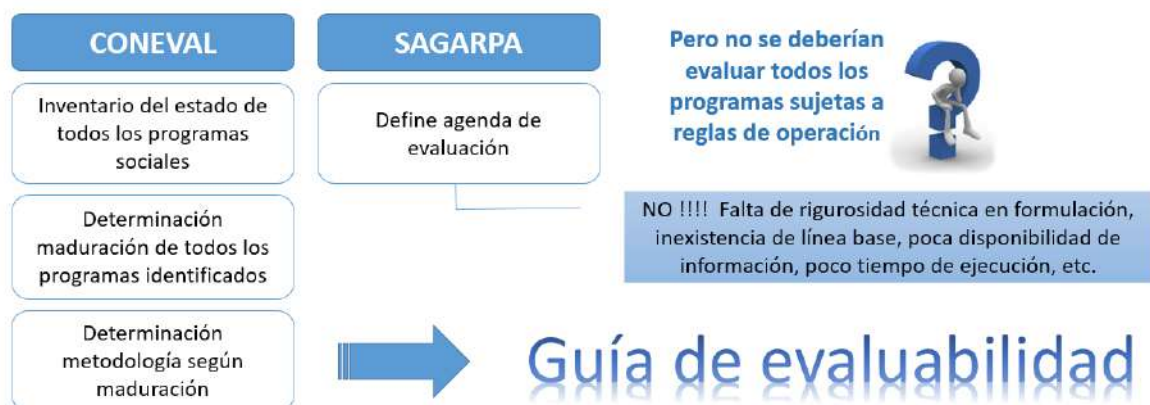 CONEVAL
Inventario del estado de
todos los programas
sociales
Determinación
maduración de todos los
programas identificados
Determinación
metodología según
maduración
SAGARPA
Define agenda de
evaluación
Pero no se deberían
evaluar todos los
programas sujetas a
reglas de operación
NO !!!! Falta de rigurosidad técnica en formulación,
inexistencia de línea base, poca disponibilidad de
información, poco tiempo de ejecución, etc.
Guía de evaluabilidad